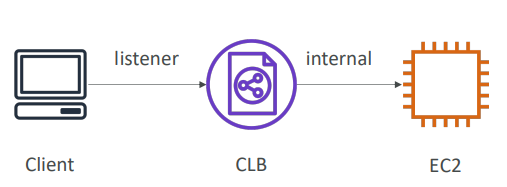 listener
internal
Client
CLB
EC2